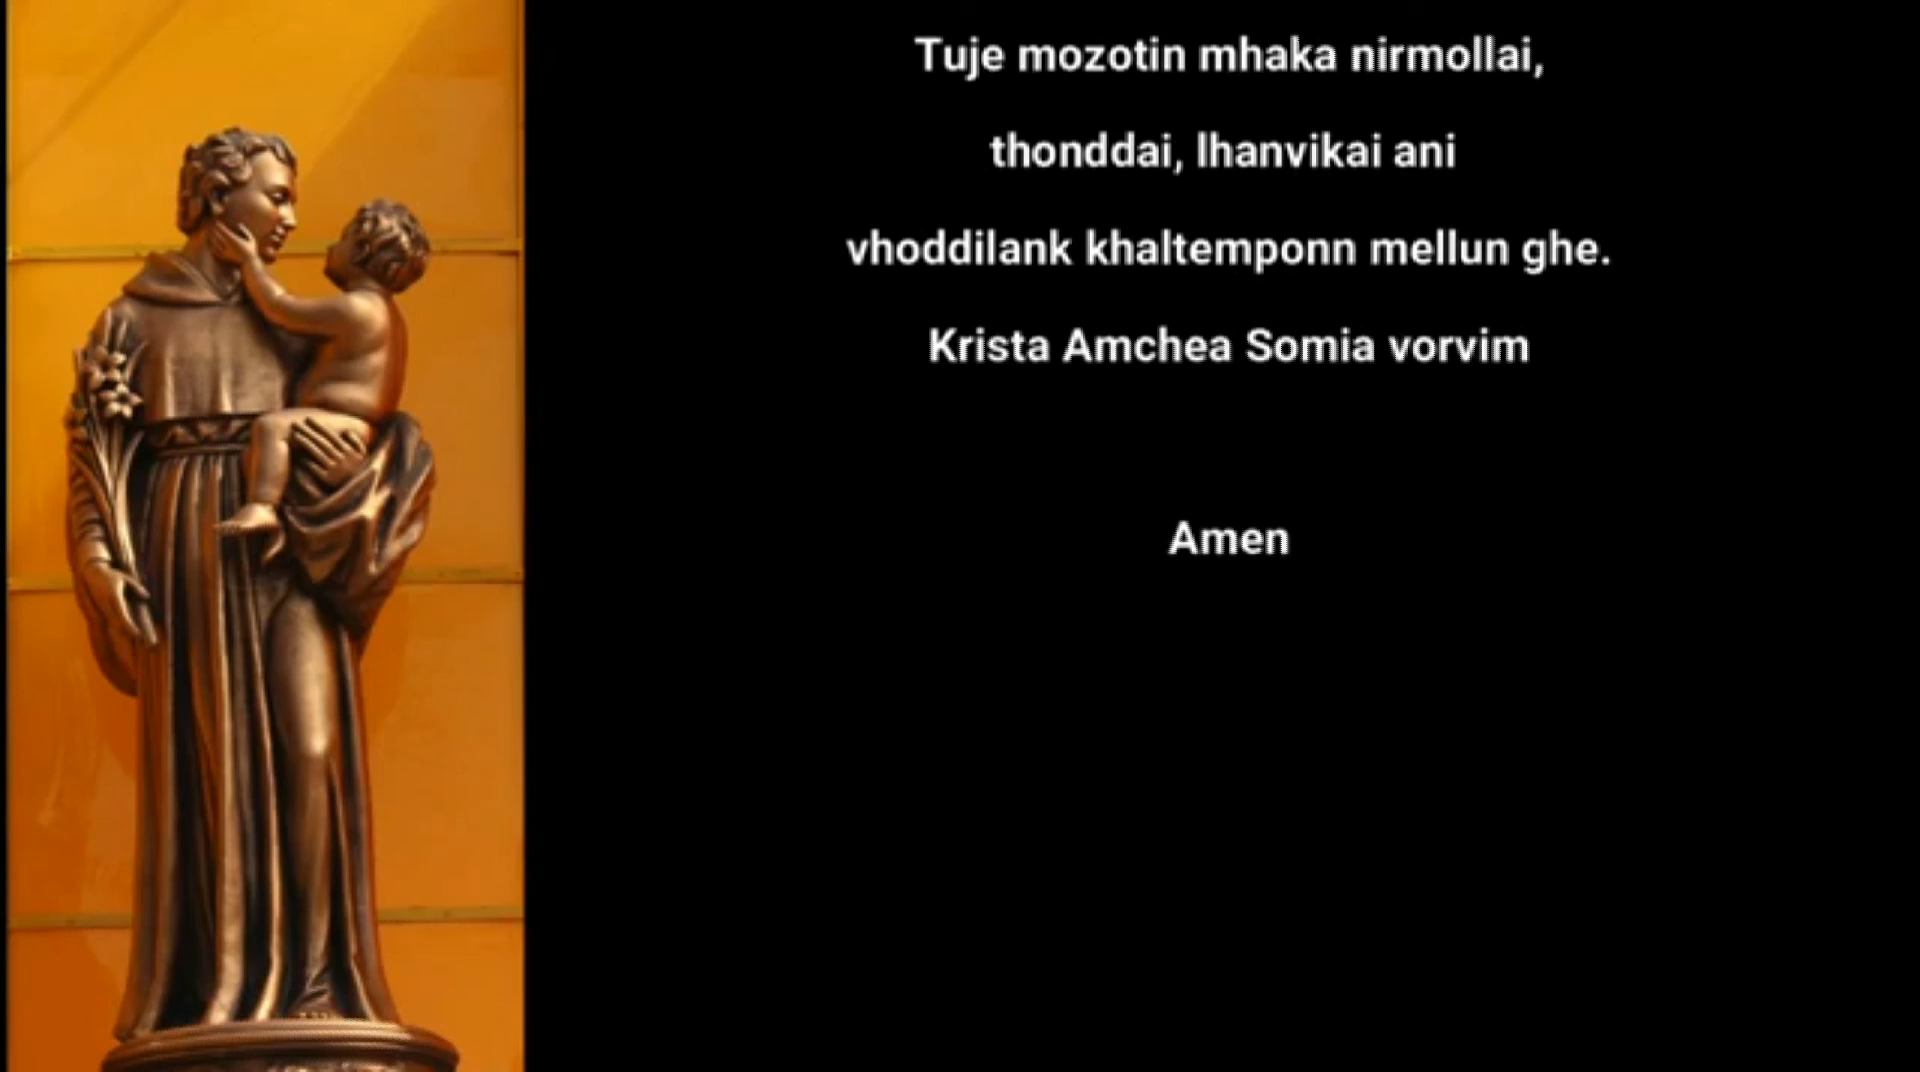 Tuje mozotin mhaka nirmollai,
thonddai, lhanvikai ani
vhoddilank khaltemponn mellun ghe.
Krista Amchea Somia vorvim
Amen